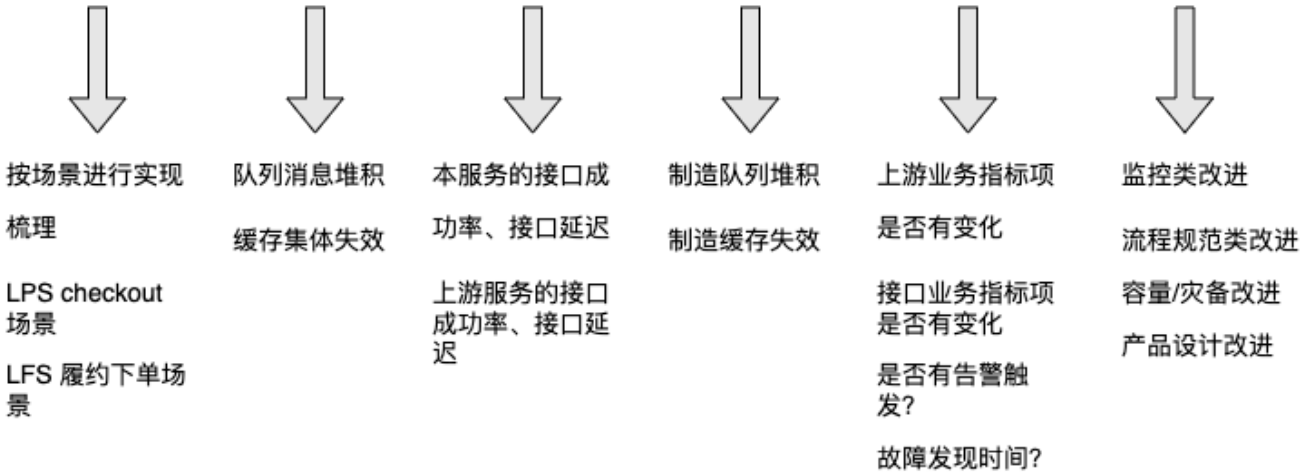 按场景进行实现
梳理
LPS checkout
场景
LFS 履约下单场
景
队列消息堆积
缓存集体失效
本服务的接口成
功率、接口延迟
上游服务的接口
成功率、接口延
迟
制造队列堆积
制造缓存失效
上游业务指标项
是否有变化
接口业务指标项
是否有变化
是否有告警触
发?
故障发现时间?
监控类改进
流程规范类改进
容量/灾备改进
产品设计改进